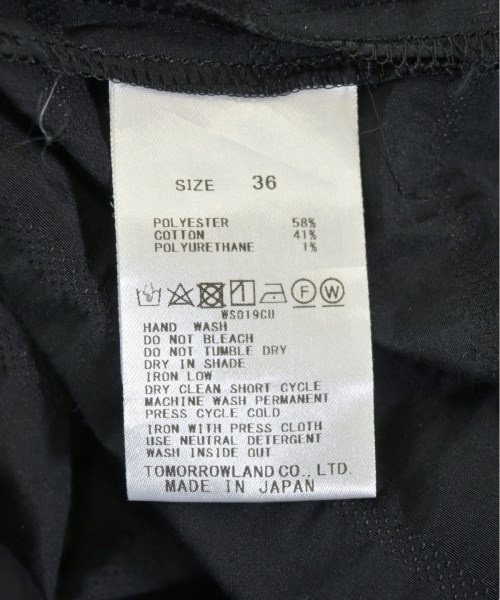 SIZE 36
POLYESTER 58%
COTTON 41%
POLYURETHANE 1%
F W
WS019CU
HAND WASH
DO NOT BLEACH
DO NOT TUMBLE DRY
DRY IN SHADE
IRON LOW
DRY CLEAN SHORT CYCLE
MACHINE WASH PERMANENT
PRESS CYCLE COLD
IRON WITH PRESS CLOTH
USE NEUTRAL DETERGENT
WASH INSIDE OUT
TOMORROWLAND CO., LTD.
MADE IN JAPAN